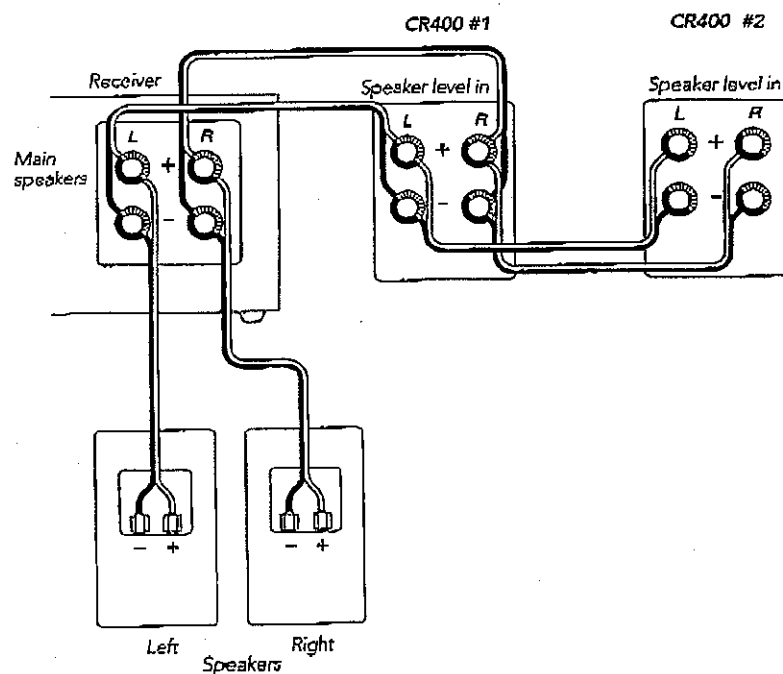 CR400 #1
CR400 #2
Receiver
Speaker level in
Speaker level in
L
R
L
R
L
R
Main
speakers
+
+
+
-
-
-
- +
- +
Left
Right
Speakers